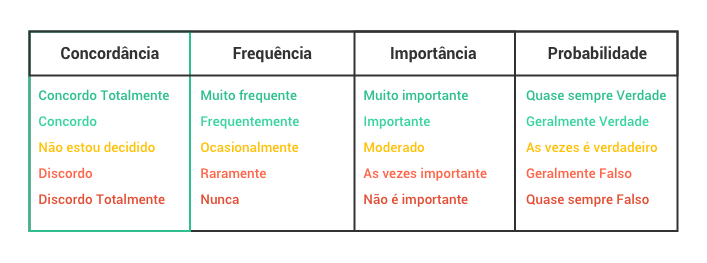 Concordância Frequência Importância Probabilidade
Concordo Totalmente Muito frequente Muito importante Quase sempre Verdade
Concordo Frequentemente Importante Geralmente Verdade
Não estou decidido Ocasionalmente Moderado As vezes é verdadeiro
Discordo Raramente As vezes importante Geralmente Falso
Discordo Totalmente Nunca Não é importante Quase sempre Falso